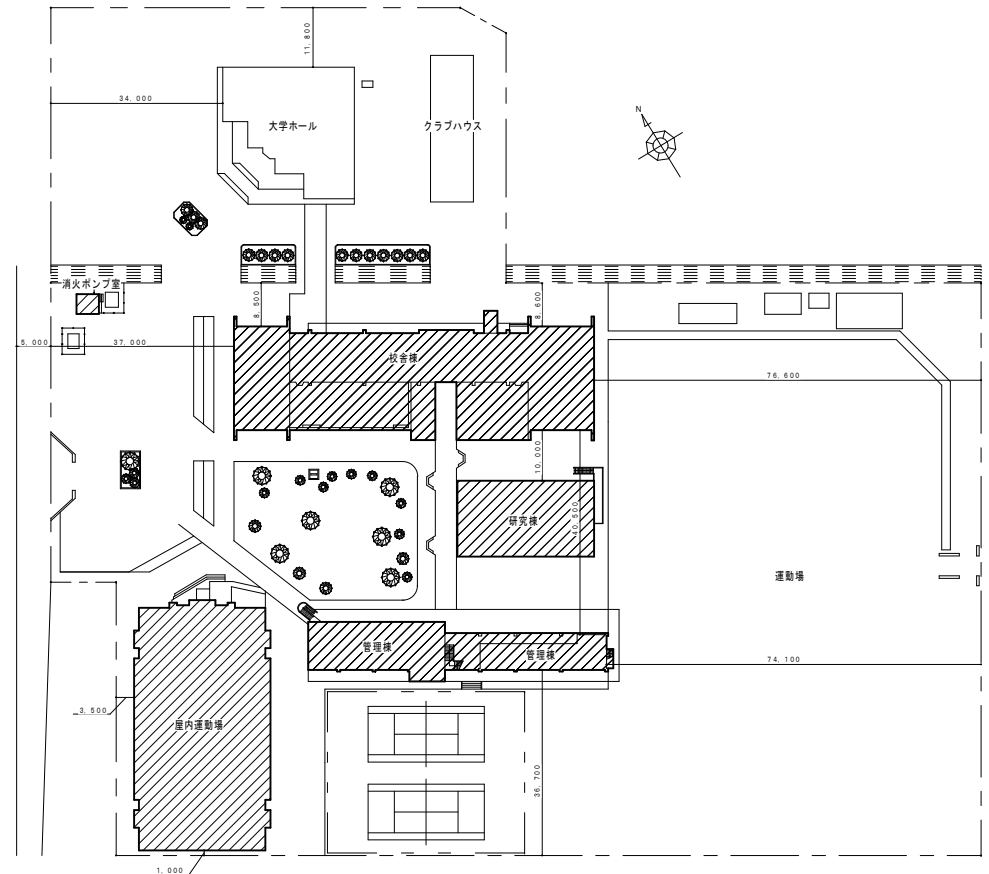 11,800
34,000
大学ホール
クラブハウス
N
消火ポンプ室
8,500
8,600
5,000
37,000
校舎棟
76,600
10,000
40,500
研究棟
運動場
管理棟
管理棟
74,100
3,500
屋内運動場
36,700
1,000